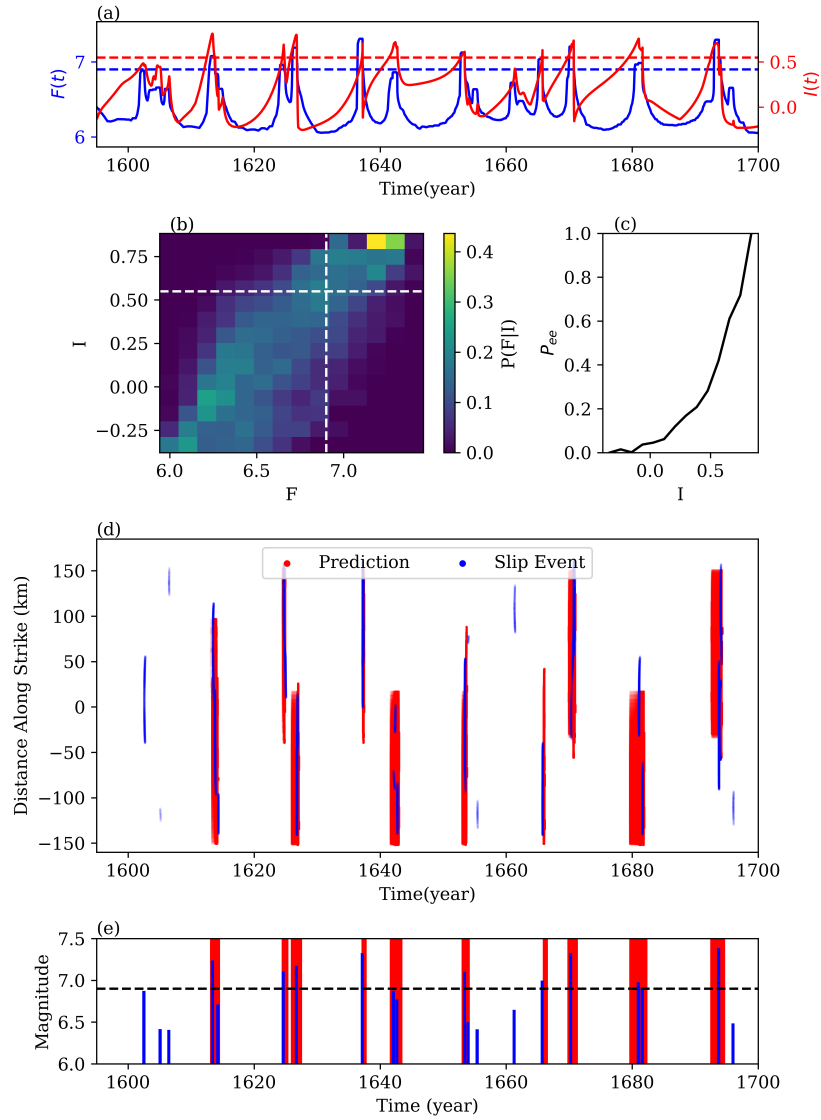 (a)
7
6
F(t)
0.5
0.0
I(t)
1600 1620 1640 1660 1680 1700
Time(year)
(b)
0.75
0.50
0.25
0.00
−0.25
I
6.0 6.5 7.0
F
0.4
0.3
0.2
0.1
0.0
P(F|I)
(c)
1.0
0.8
0.6
0.4
0.2
0.0
Pee
0.0 0.5
I
(d)
Prediction Slip Event
150
100
50
0
−50
−100
−150
Distance Along Strike (km)
1600 1620 1640 1660 1680 1700
Time(year)
(e)
7.5
7.0
6.5
6.0
Magnitude
1600 1620 1640 1660 1680 1700
Time (year)